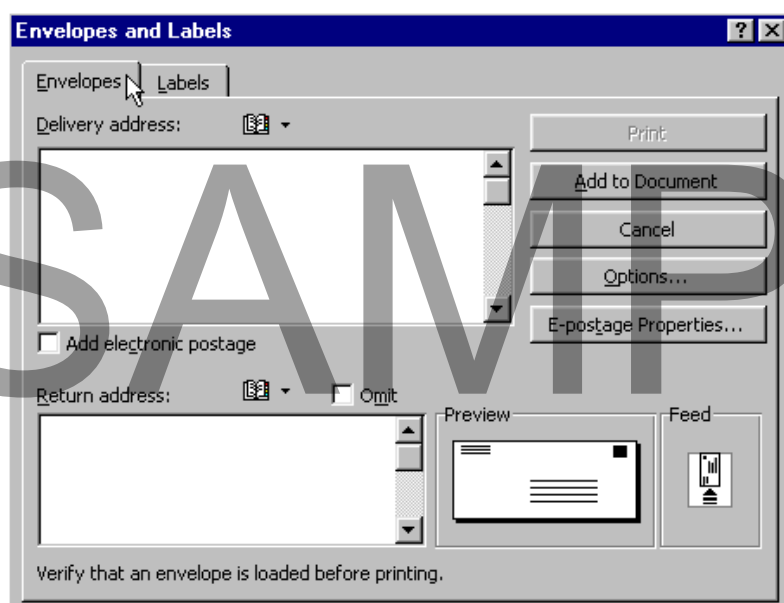 Envelopes and Labels
Envelopes Labels
Delivery address:
Print
Add to Document
Cancel
Options...
E-postage Properties...
Add electronic postage
Return address: Omit
Preview Feed
Verify that an envelope is loaded before printing.
SAMP